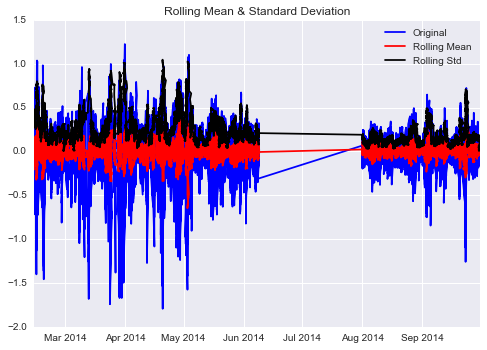 Rolling Mean & Standard Deviation
1.5
1.0
0.5
0.0
−0.5
−1.0
−1.5
−2.0
Original
Rolling Mean
Rolling Std
Mar 2014 Apr 2014 May 2014 Jun 2014 Jul 2014 Aug 2014 Sep 2014